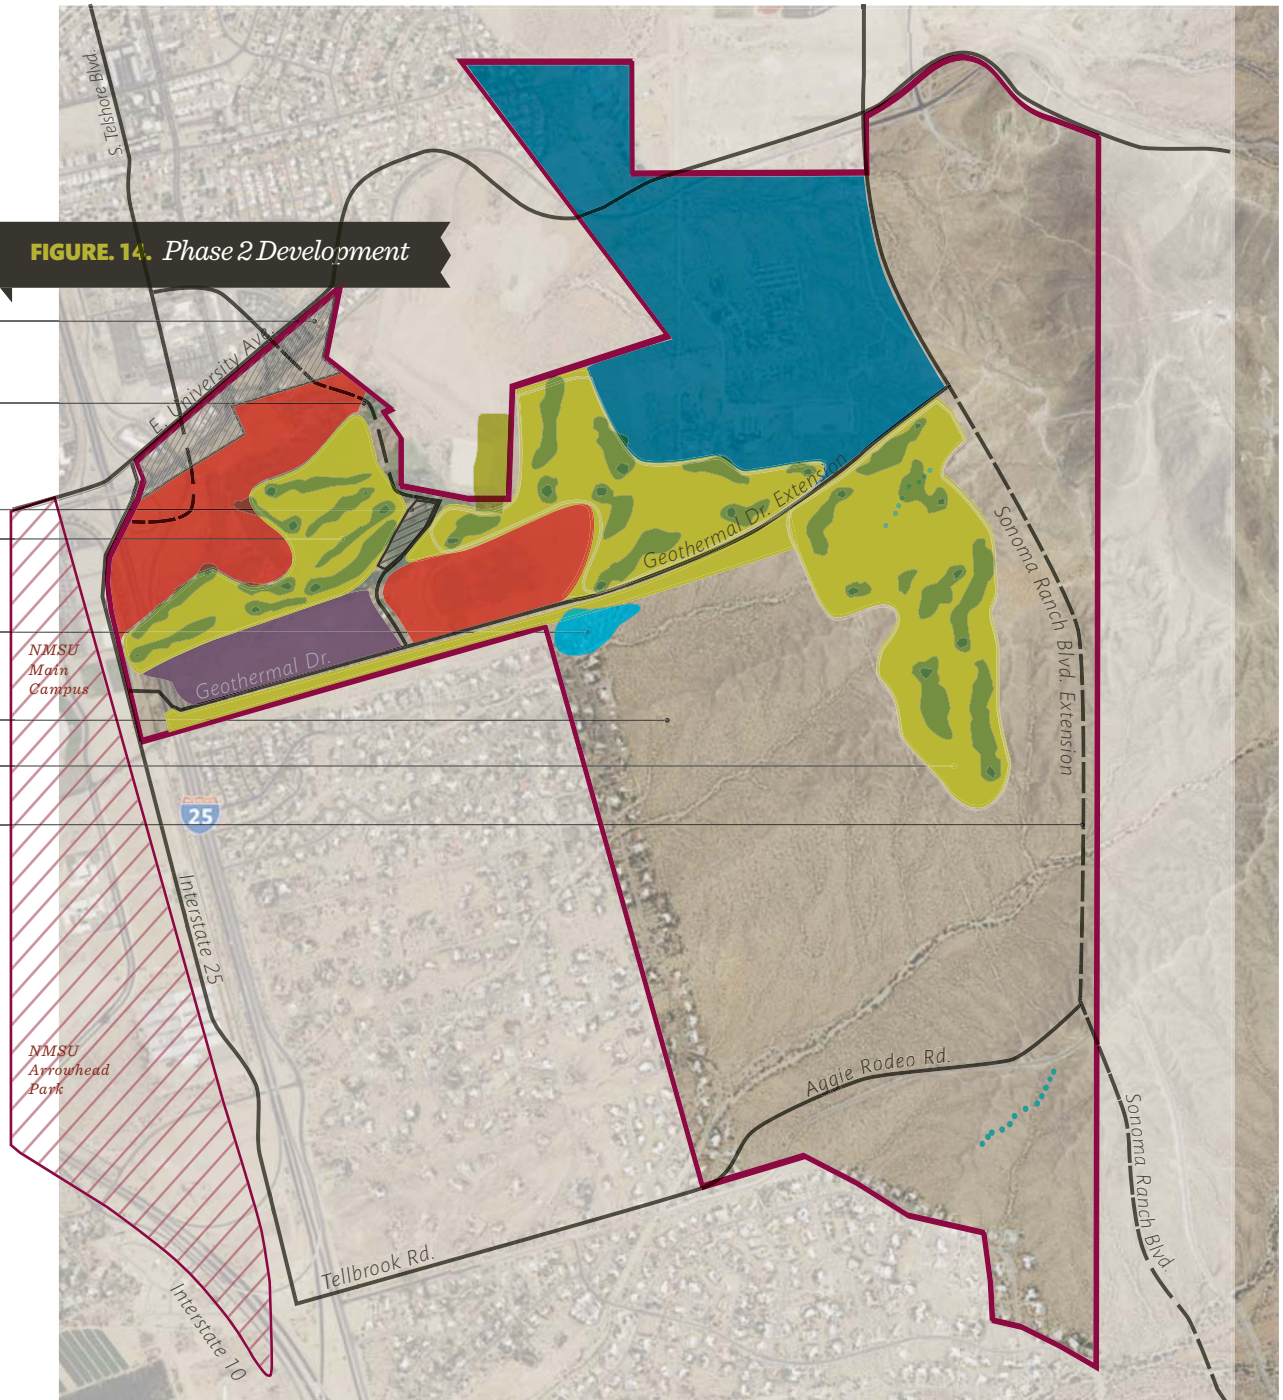 S. Telshore Blvd.
FIGURE. 14. Phase 2 Development
E. University Ave.
Geothermal Dr. Extension
Sonoma Ranch Blvd. Extension
NMSU
Main
Campus
Geothermal Dr.
25
Interstate 25
NMSU
Arrowhead
Park
Aggie Rodeo Rd.
Sonoma Ranch Blvd.
Tellbrook Rd.
Interstate 10